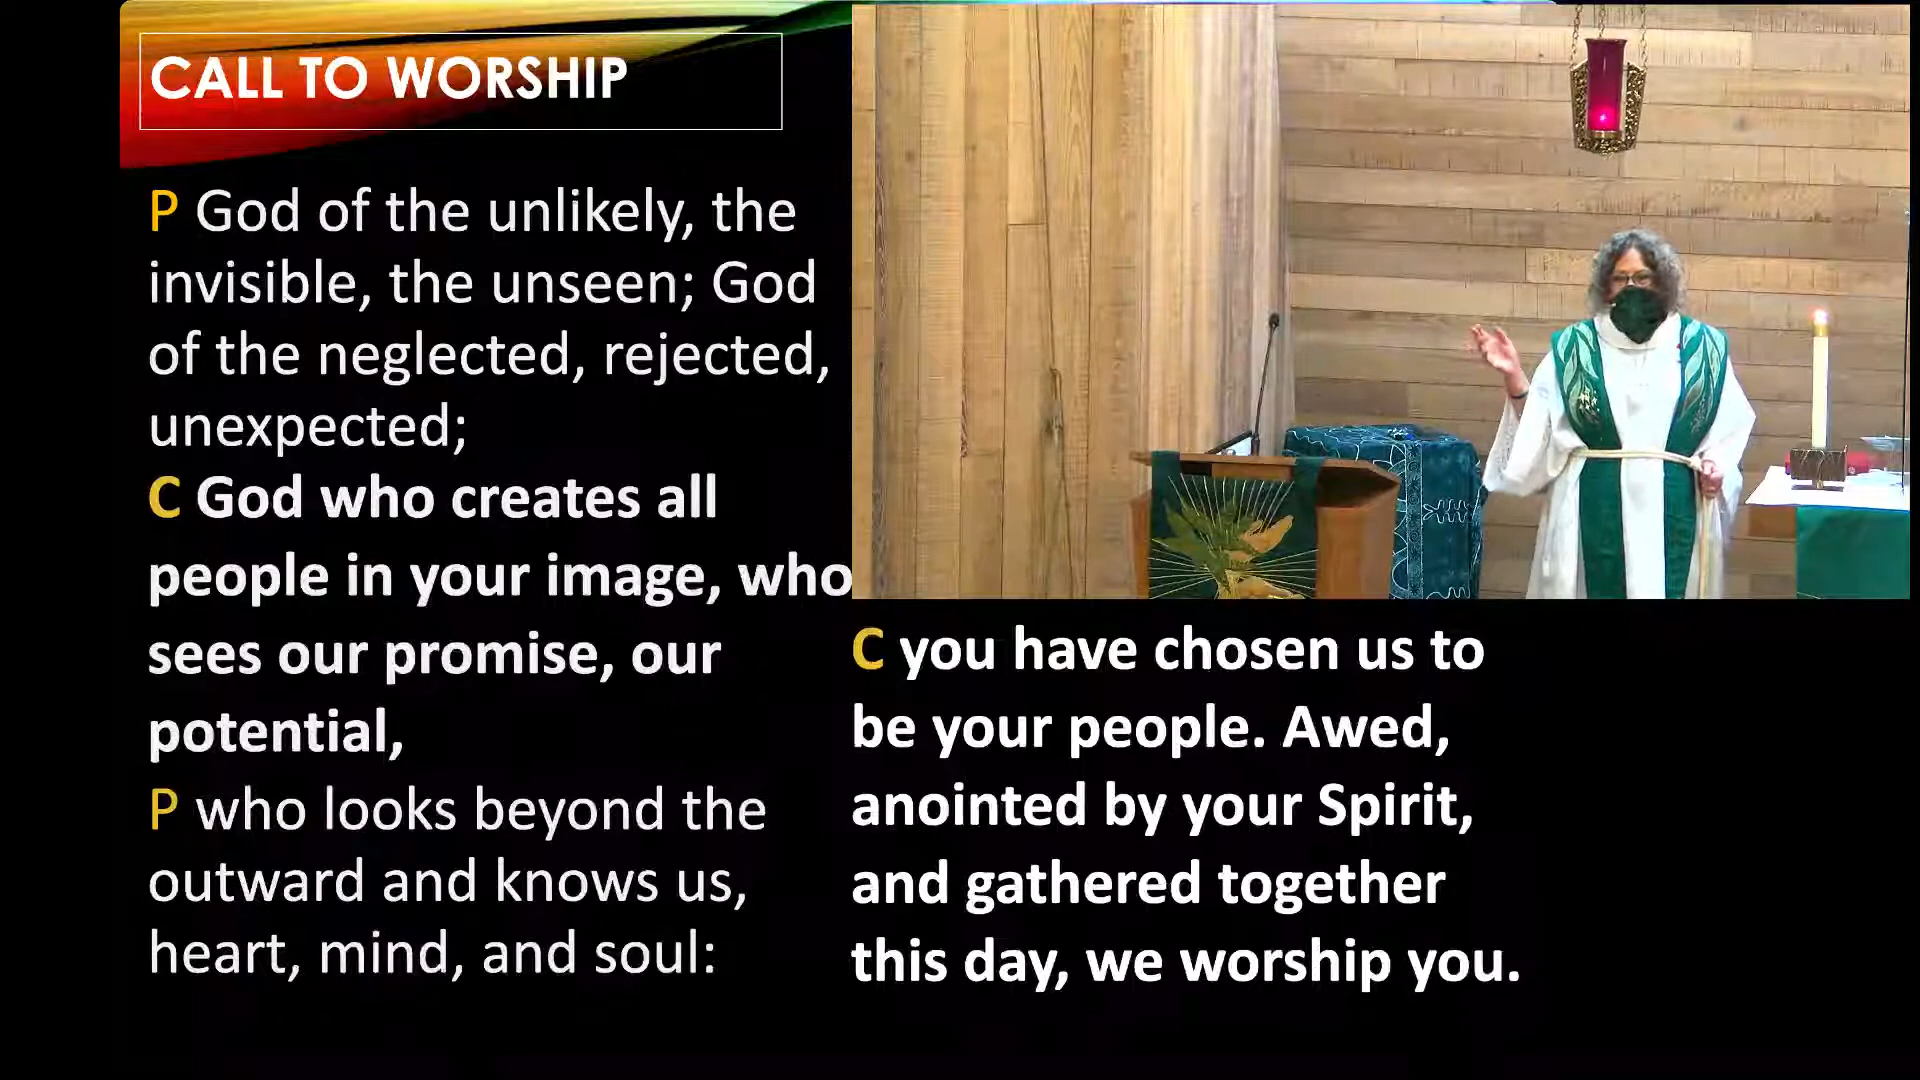 CALL TO WORSHIP
P God of the unlikely, the
invisible, the unseen; God
of the neglected, rejected,
unexpected;
C God who creates all
people in your image, who
sees our promise, our
potential,
P who looks beyond the
outward and knows us,
heart, mind, and soul:
C you have chosen us to
be your people. Awed,
anointed by your Spirit,
and gathered together
this day, we worship you.